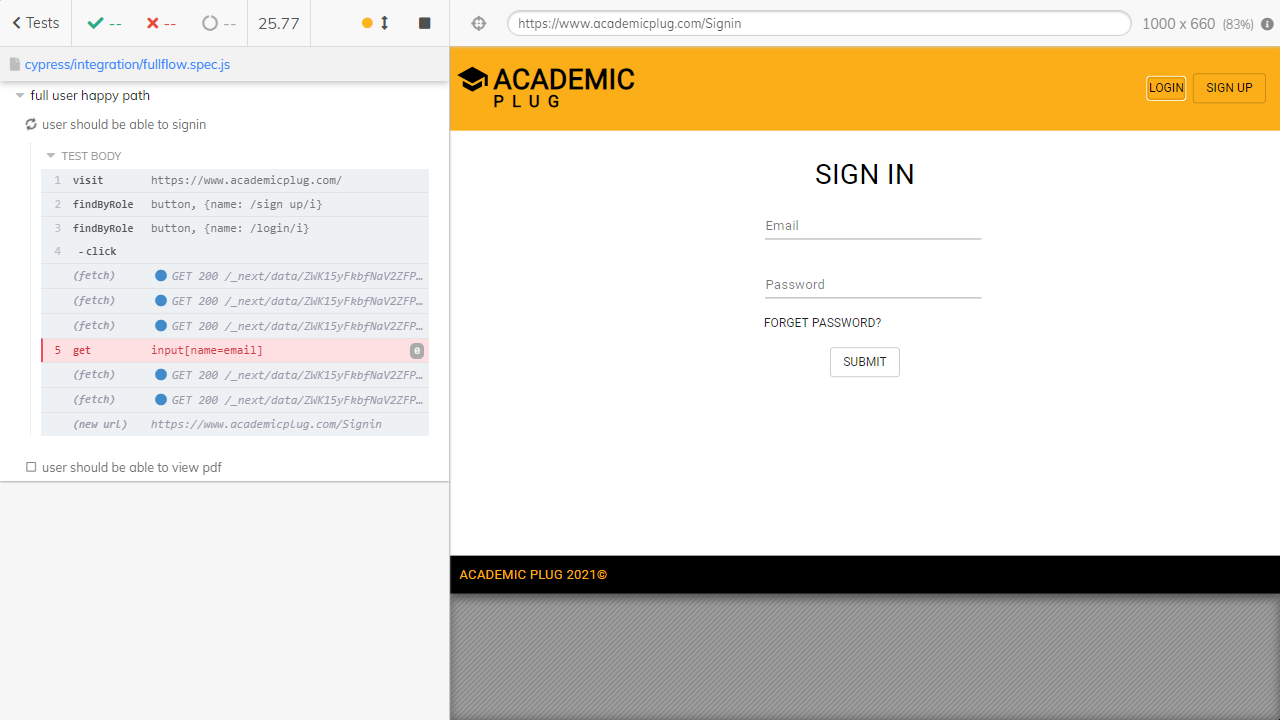 Tests -- -- -- 25.77
https://www.academicplug.com/Signin 1000 x 660 (83%)
cypress/integration/fullflow.spec.js
full user happy path
user should be able to signin
TEST BODY
1 visit https://www.academicplug.com/
2 findByRole button, {name: /sign up/i}
3 findByRole button, {name: /login/i}
4 -click
(fetch) GET 200 /_next/data/ZWK15yFkbfNaV2ZFP…
(fetch) GET 200 /_next/data/ZWK15yFkbfNaV2ZFP…
(fetch) GET 200 /_next/data/ZWK15yFkbfNaV2ZFP…
5 get input[name=email] 0
(fetch) GET 200 /_next/data/ZWK15yFkbfNaV2ZFP…
(fetch) GET 200 /_next/data/ZWK15yFkbfNaV2ZFP…
(new url) https://www.academicplug.com/Signin
user should be able to view pdf
ACADEMIC
PLUG
LOGIN SIGN UP
SIGN IN
Email
Password
FORGET PASSWORD?
SUBMIT
ACADEMIC PLUG 2021©